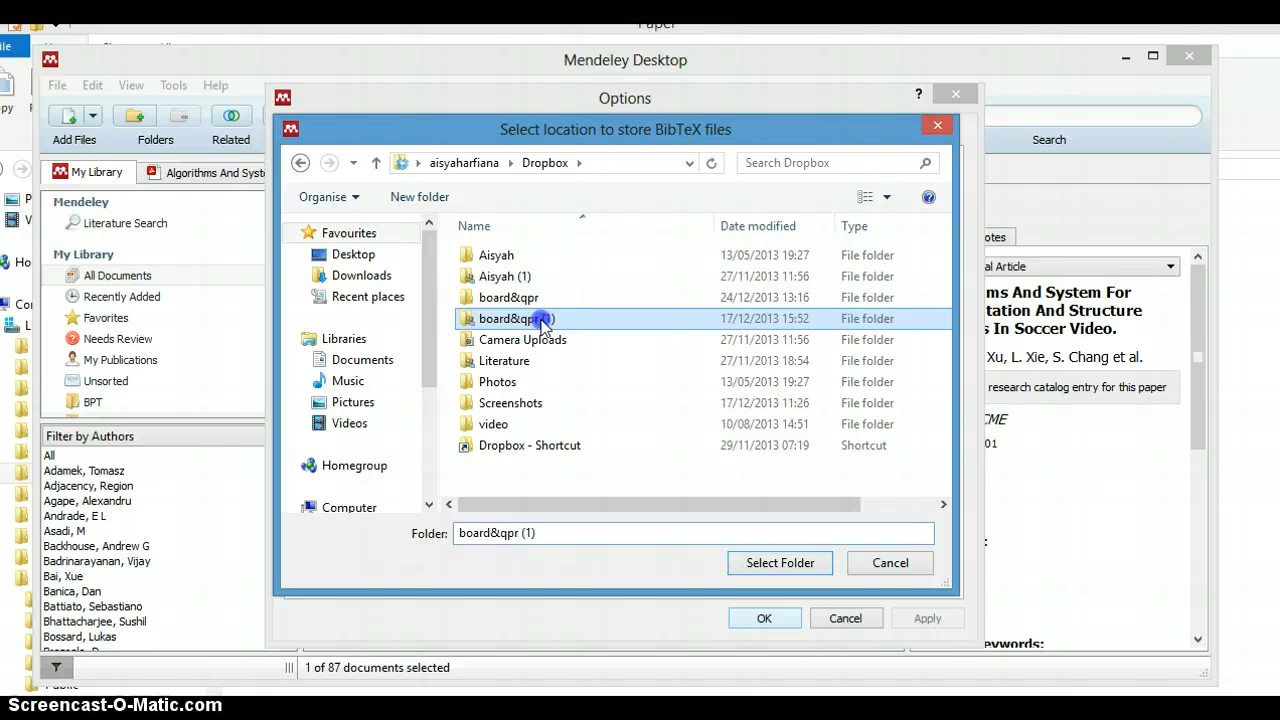 Paper
File
Mendeley Desktop
File Edit View Tools Help
Options
?
Add Files
Folders
Related
Search
Select location to store BibTeX files
aisyaharfiana
Dropbox
Search Dropbox
Organise
New folder
My Library
Algorithms And Syste
Mendeley
Literature Search
My Library
All Documents
Recently Added
Favorites
Needs Review
My Publications
Unsorted
BPT
Filter by Authors
All
Adamek, Tomasz
Adjacency, Region
Agape, Alexandru
Andrade, E L
Asadi, M
Backhouse, Andrew G
Badrinarayanan, Vijay
Bai, Xue
Banica, Dan
Battiato, Sebastiano
Bhattacharjee, Sushil
Bossard, Lukas
Favourites
Desktop
Downloads
Recent places
Libraries
Documents
Music
Pictures
Videos
Homegroup
Computer
Name Date modified Type
Aisyah 13/05/2013 19:27 File folder
Aisyah (1) 27/11/2013 11:56 File folder
board&qpr 24/12/2013 13:16 File folder
board&qpr (1) 17/12/2013 15:52 File folder
Camera Uploads 27/11/2013 11:56 File folder
Literature 27/11/2013 18:54 File folder
Photos 13/05/2013 19:27 File folder
Screenshots 17/12/2013 11:26 File folder
video 10/08/2013 14:51 File folder
Dropbox - Shortcut 29/11/2013 07:19 Shortcut
Folder: board&qpr (1)
Select Folder
Cancel
OK
Cancel
Apply
otes
al Article
ms And System For
tation And Structure
s In Soccer Video.
Xu, L. Xie, S. Chang et al.
research catalog entry for this paper
CME
01
eywords:
1 of 87 documents selected
Public
Screencast-O-Matic.com